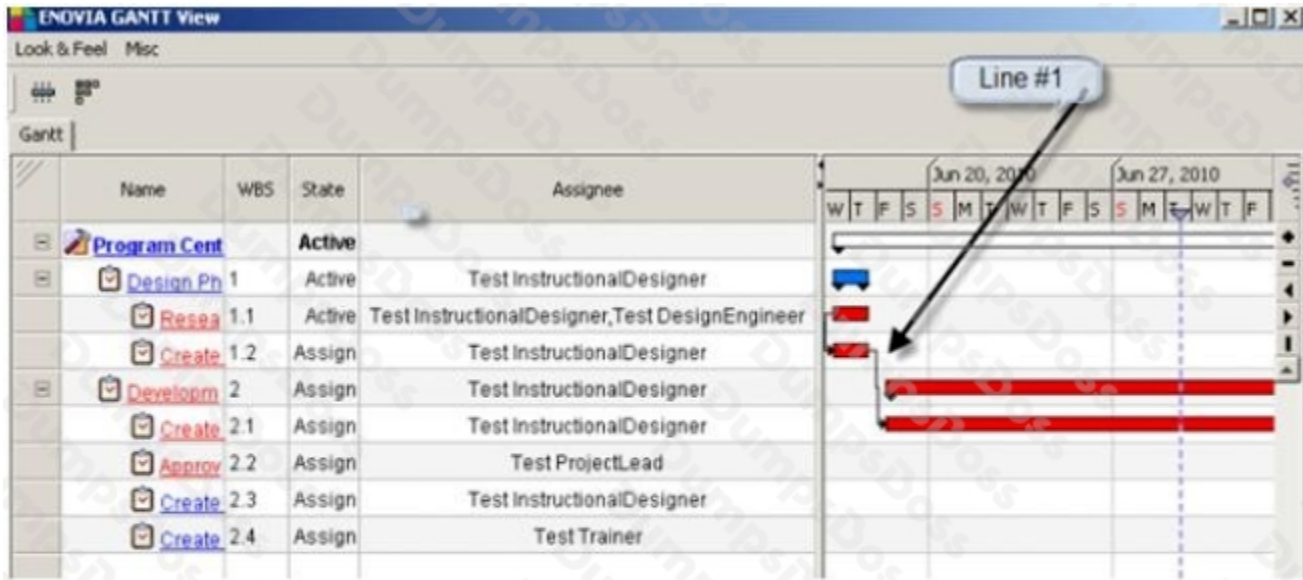 ENOVIA GANTT View
Look & Feel Misc
Line #1
Gantt
Name WBS State Assignee Jun 20, 2010 Jun 27, 2010
W T F S S M T W T F S S M T W T F
Program Cent Active
Design Ph 1 Active Test InstructionalDesigner
Resea 1.1 Active Test InstructionalDesigner,Test DesignEngineer
Create 1.2 Assign Test InstructionalDesigner
Developm 2 Assign Test InstructionalDesigner
Create 2.1 Assign Test InstructionalDesigner
Approv 2.2 Assign Test ProjectLead
Create 2.3 Assign Test InstructionalDesigner
Create 2.4 Assign Test Trainer
DumpsDoss